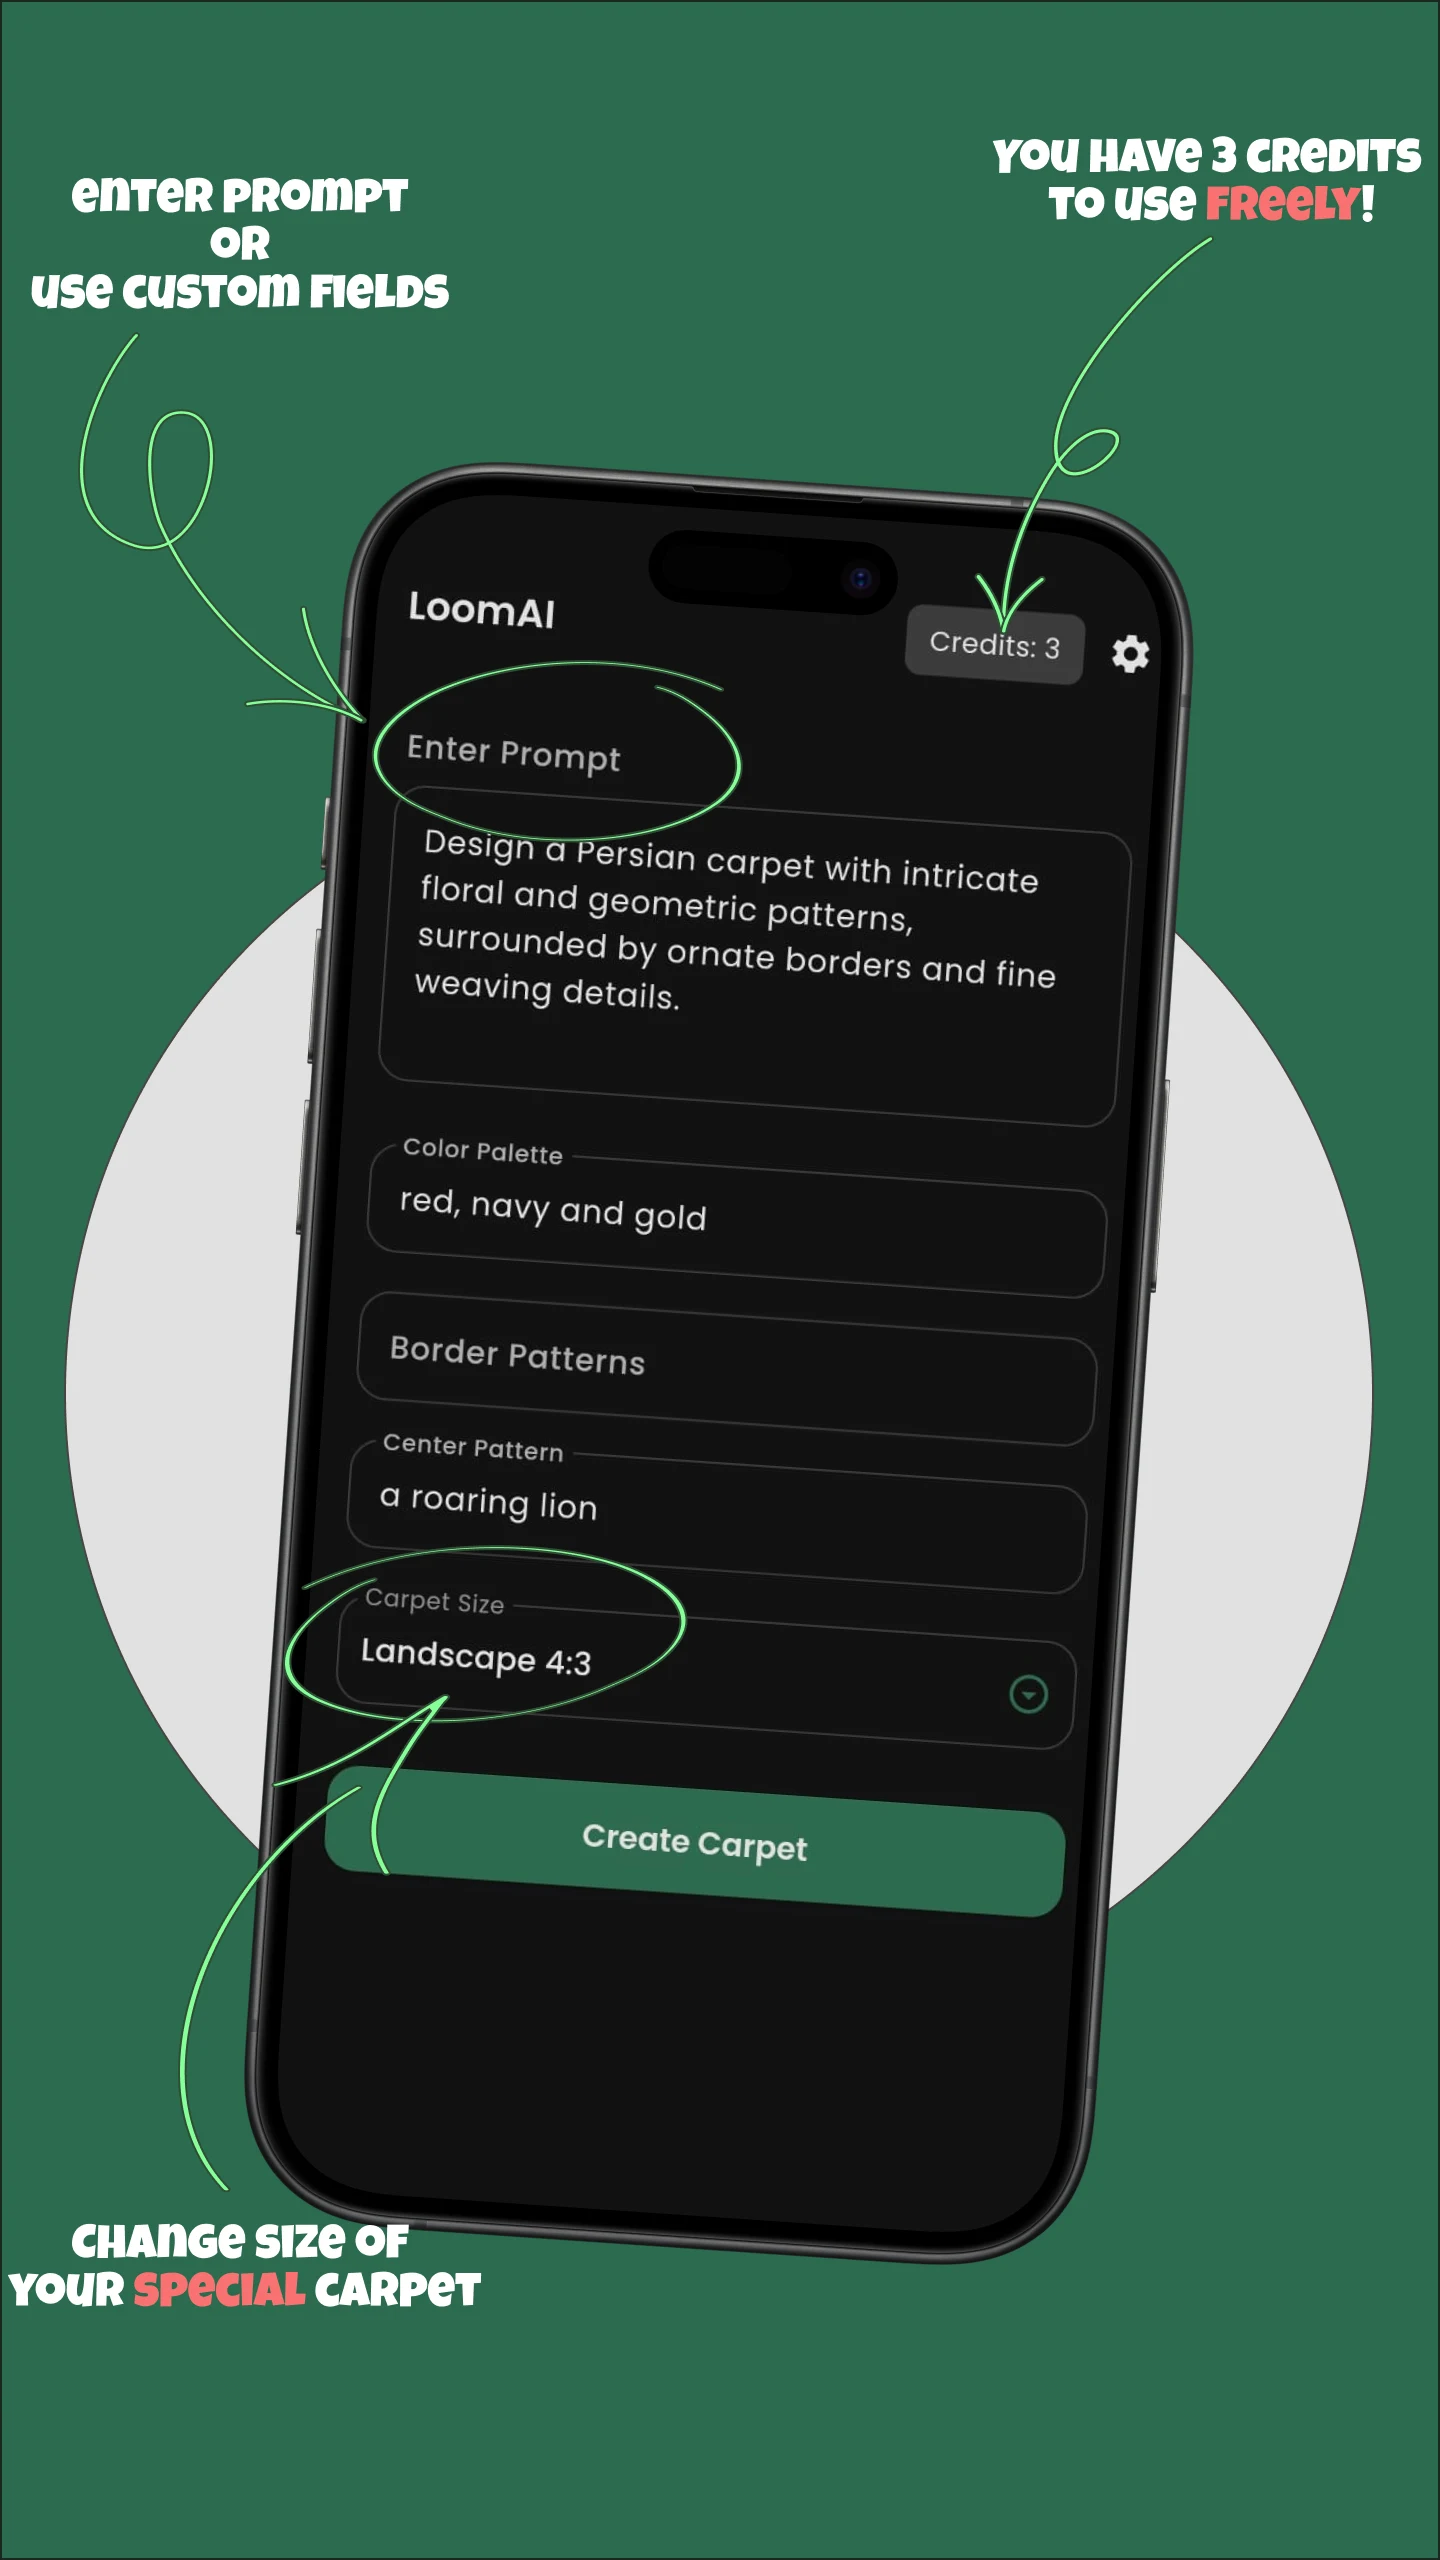 YOU HAVE 3 CREDITS
TO USE FREELY!
ENTER PROMPT
OR
USE CUSTOM FIELDS
LoomAI
Credits: 3
Enter Prompt
Design a Persian carpet with intricate
floral and geometric patterns,
surrounded by ornate borders and fine
weaving details.
Color Palette
red, navy and gold
Border Patterns
Center Pattern
a roaring lion
Carpet Size
Landscape 4:3
Create Carpet
CHANGE SIZE OF
YOUR SPECIAL CARPET